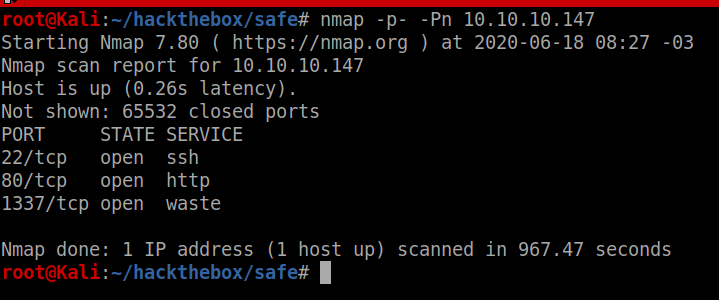 root@Kali:~/hackthebox/safe# nmap -p- -Pn 10.10.10.147
Starting Nmap 7.80 ( https://nmap.org ) at 2020-06-18 08:27 -03
Nmap scan report for 10.10.10.147
Host is up (0.26s latency).
Not shown: 65532 closed ports
PORT     STATE SERVICE
22/tcp   open  ssh
80/tcp   open  http
1337/tcp open  waste
Nmap done: 1 IP address (1 host up) scanned in 967.47 seconds
root@Kali:~/hackthebox/safe#